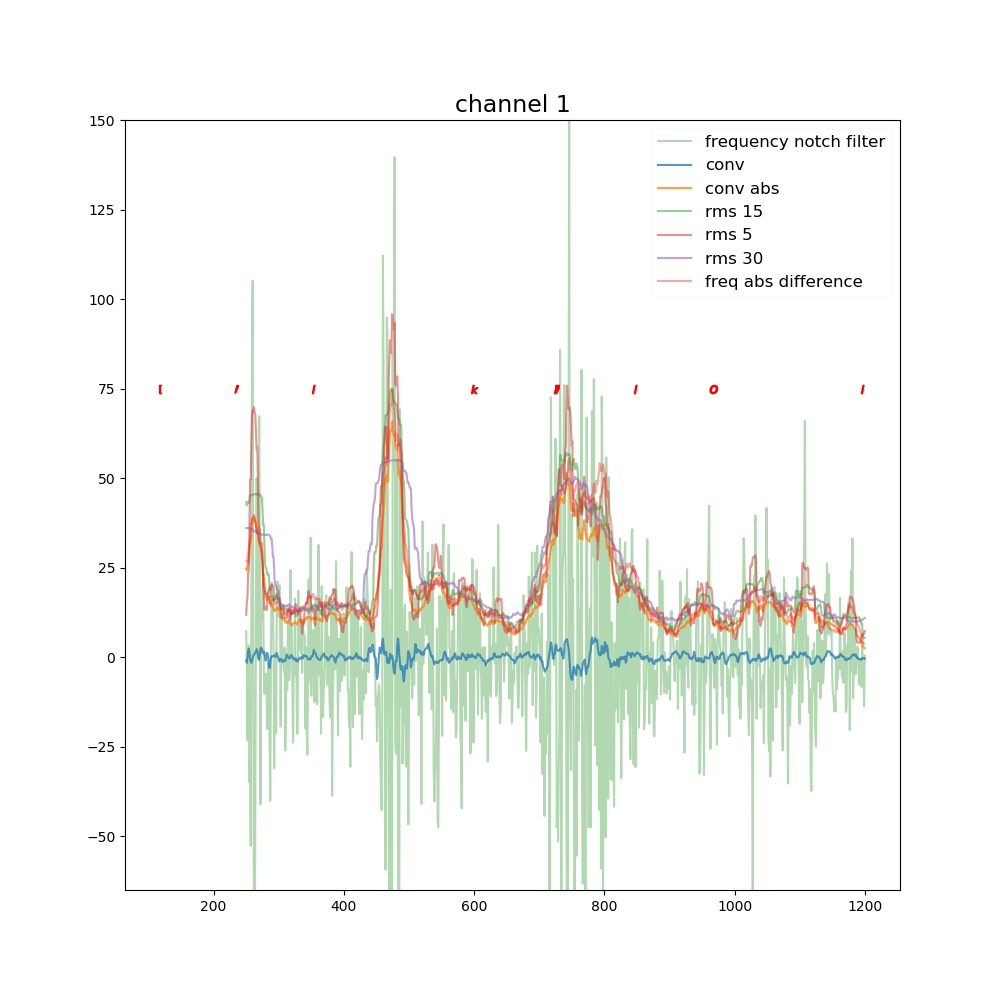 channel 1
150
125
100
75
50
25
0
−25
−50
200 400 600 800 1000 1200
frequency notch filter
conv
conv abs
rms 15
rms 5
rms 30
freq abs difference
k